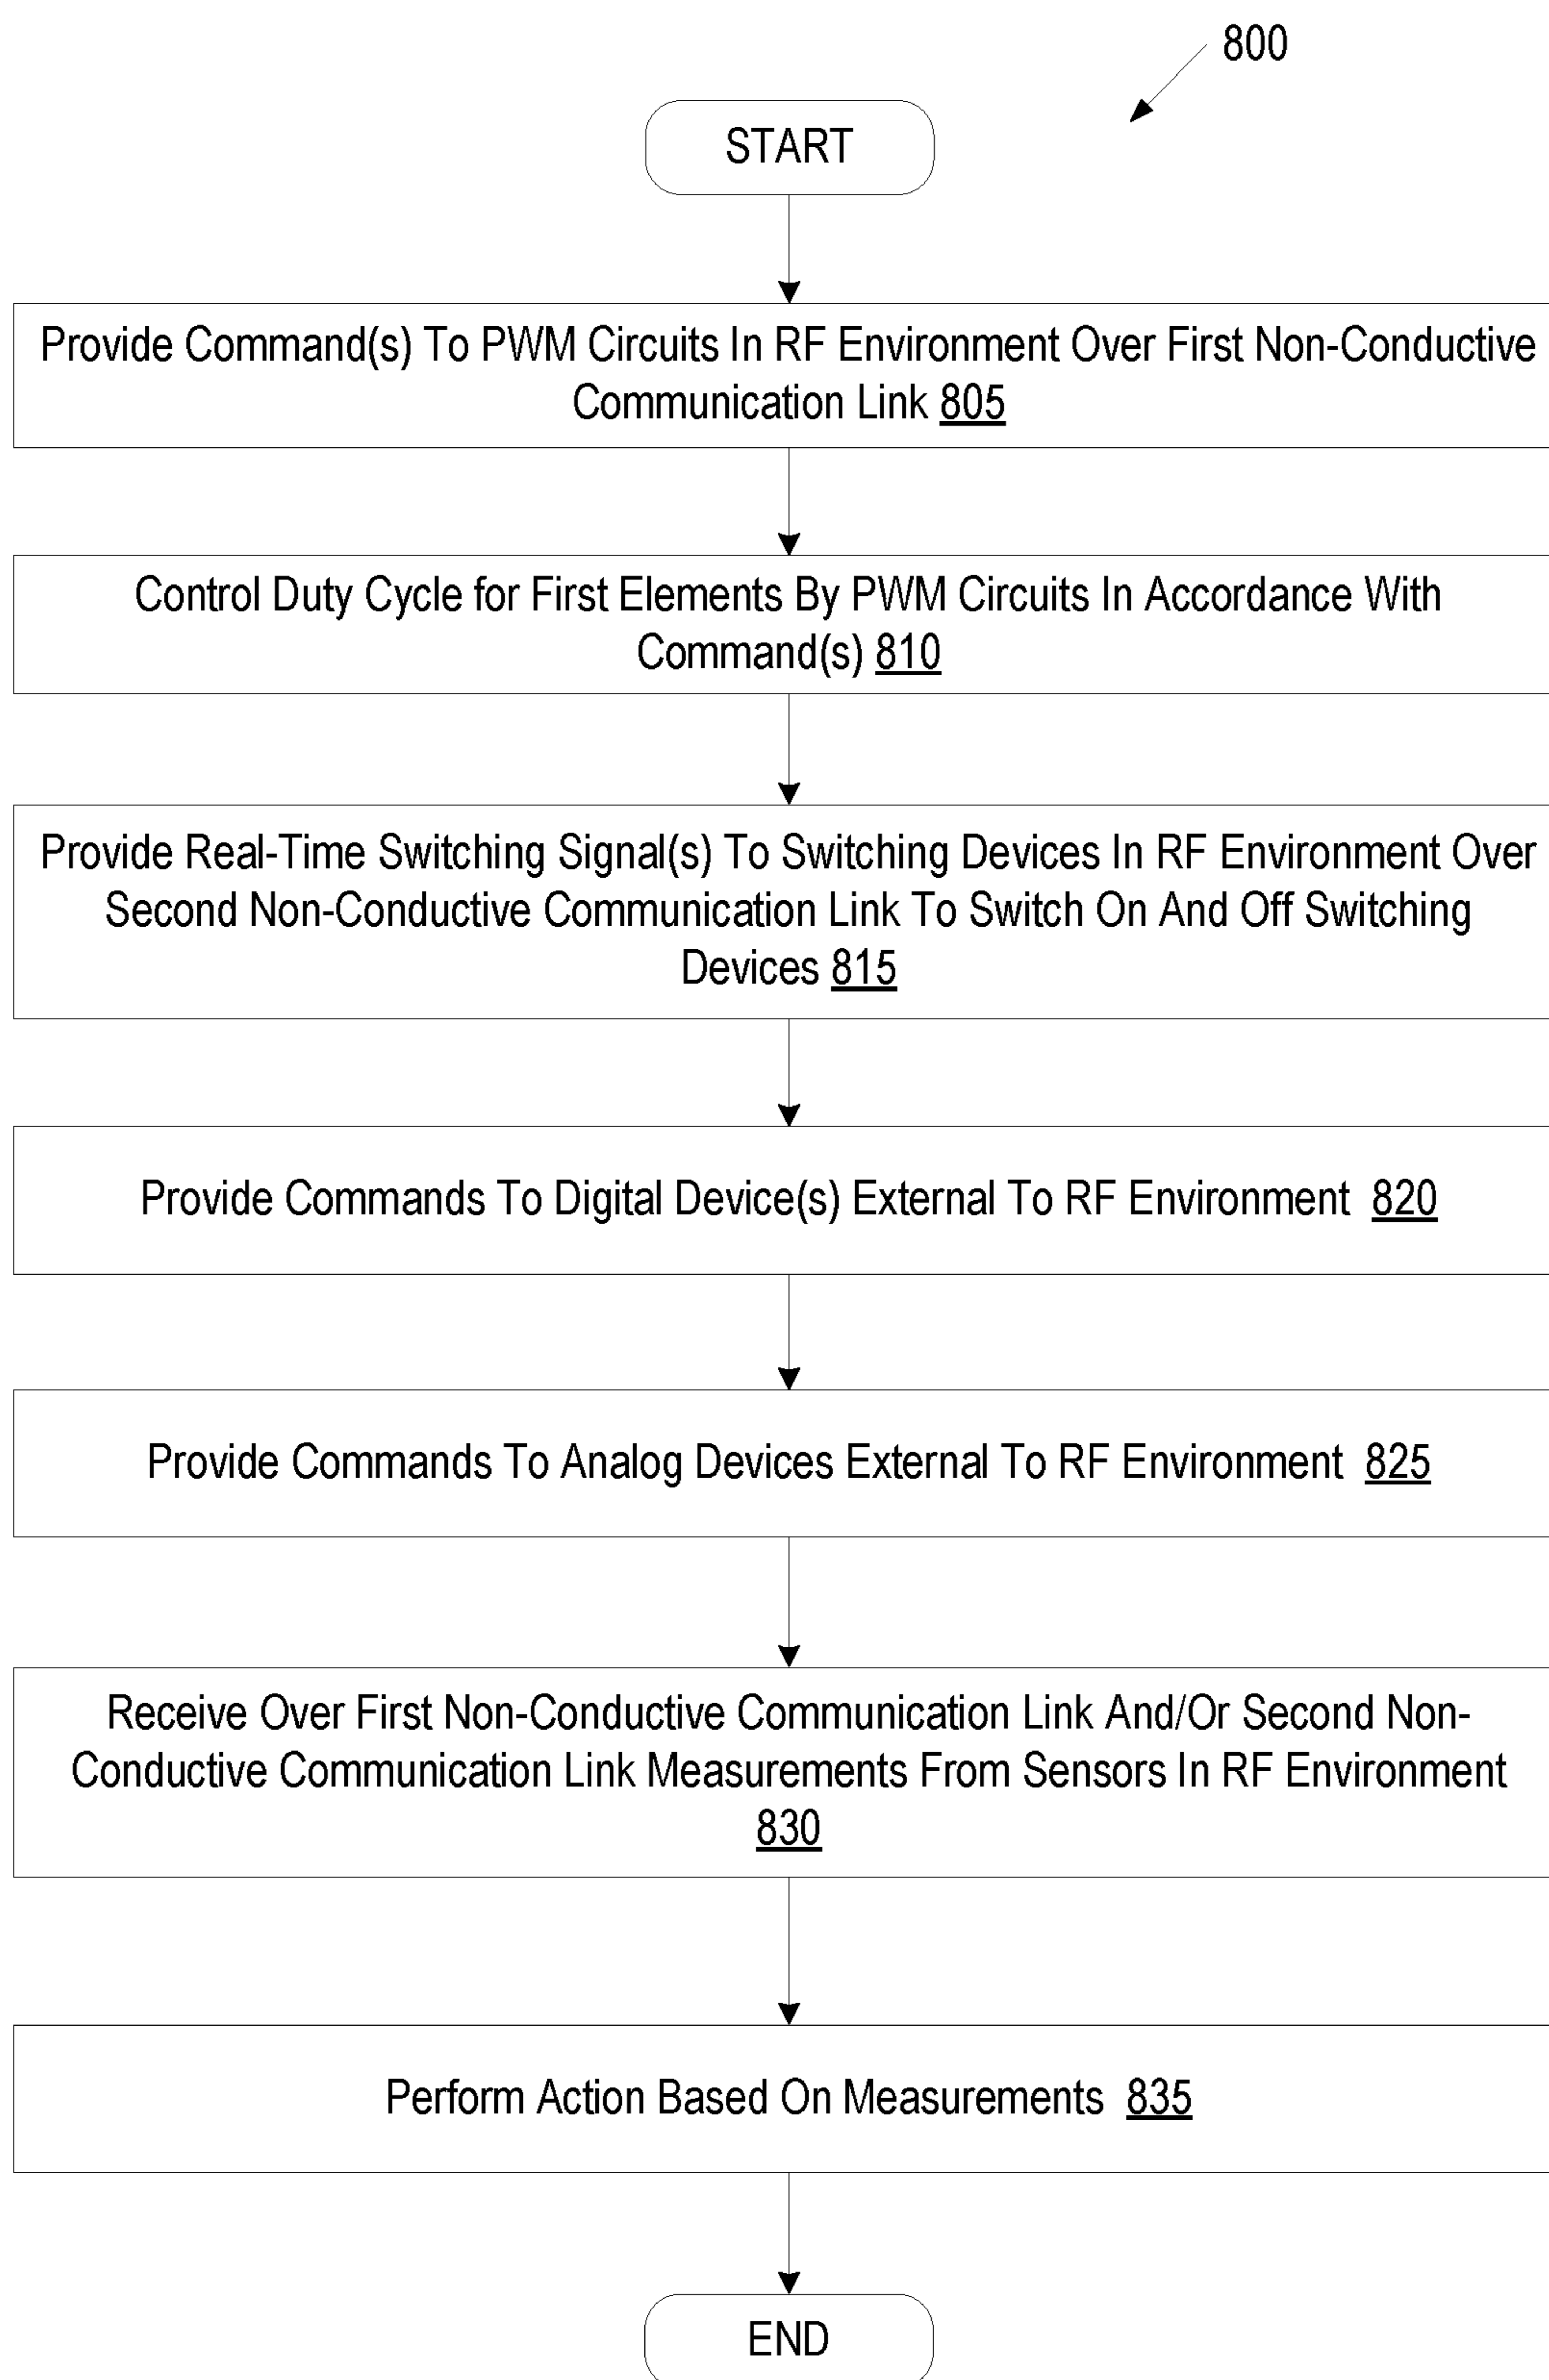 800
START
Provide Command(s) To PWM Circuits In RF Environment Over First Non-Conductive
Communication Link 805
Control Duty Cycle for First Elements By PWM Circuits In Accordance With
Command(s) 810
Provide Real-Time Switching Signal(s) To Switching Devices In RF Environment Over
Second Non-Conductive Communication Link To Switch On And Off Switching
Devices 815
Provide Commands To Digital Device(s) External To RF Environment 820
Provide Commands To Analog Devices External To RF Environment 825
Receive Over First Non-Conductive Communication Link And/Or Second Non-
Conductive Communication Link Measurements From Sensors In RF Environment
830
Perform Action Based On Measurements 835
END